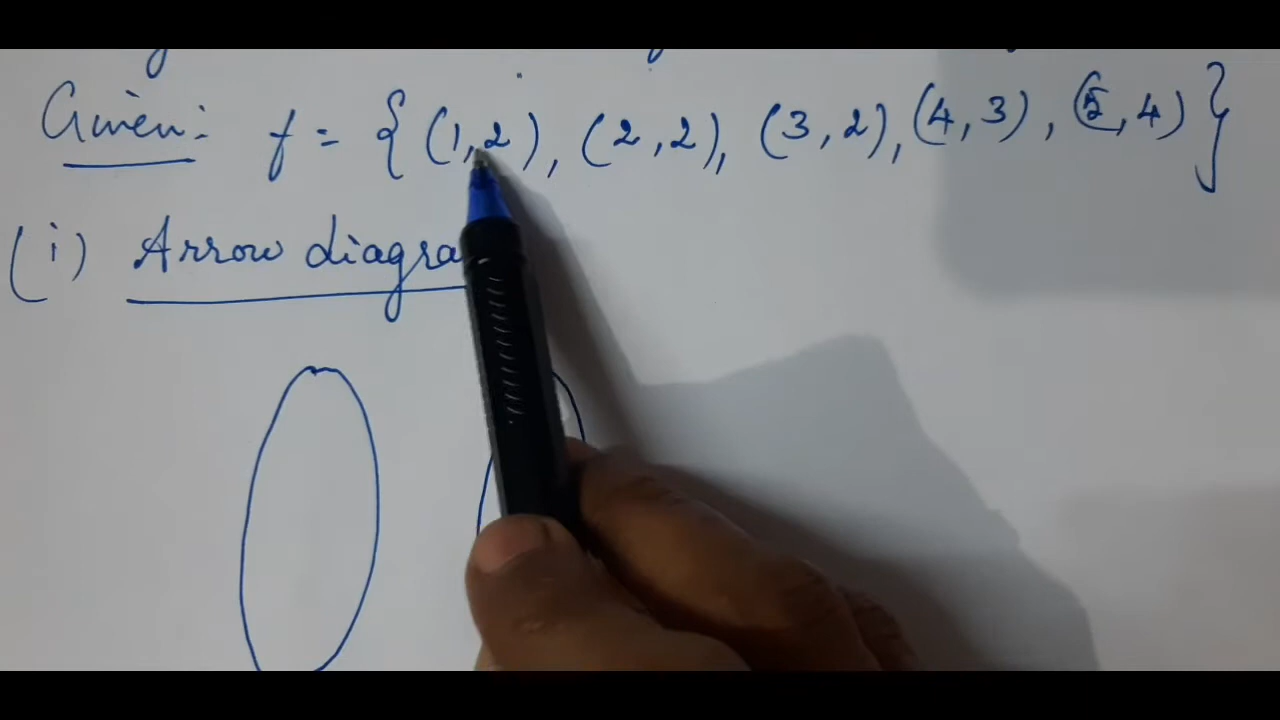 Given:- f = { (1,2), (2,2), (3,2), (4,3), (5,4) }
(i) Arrow diagra